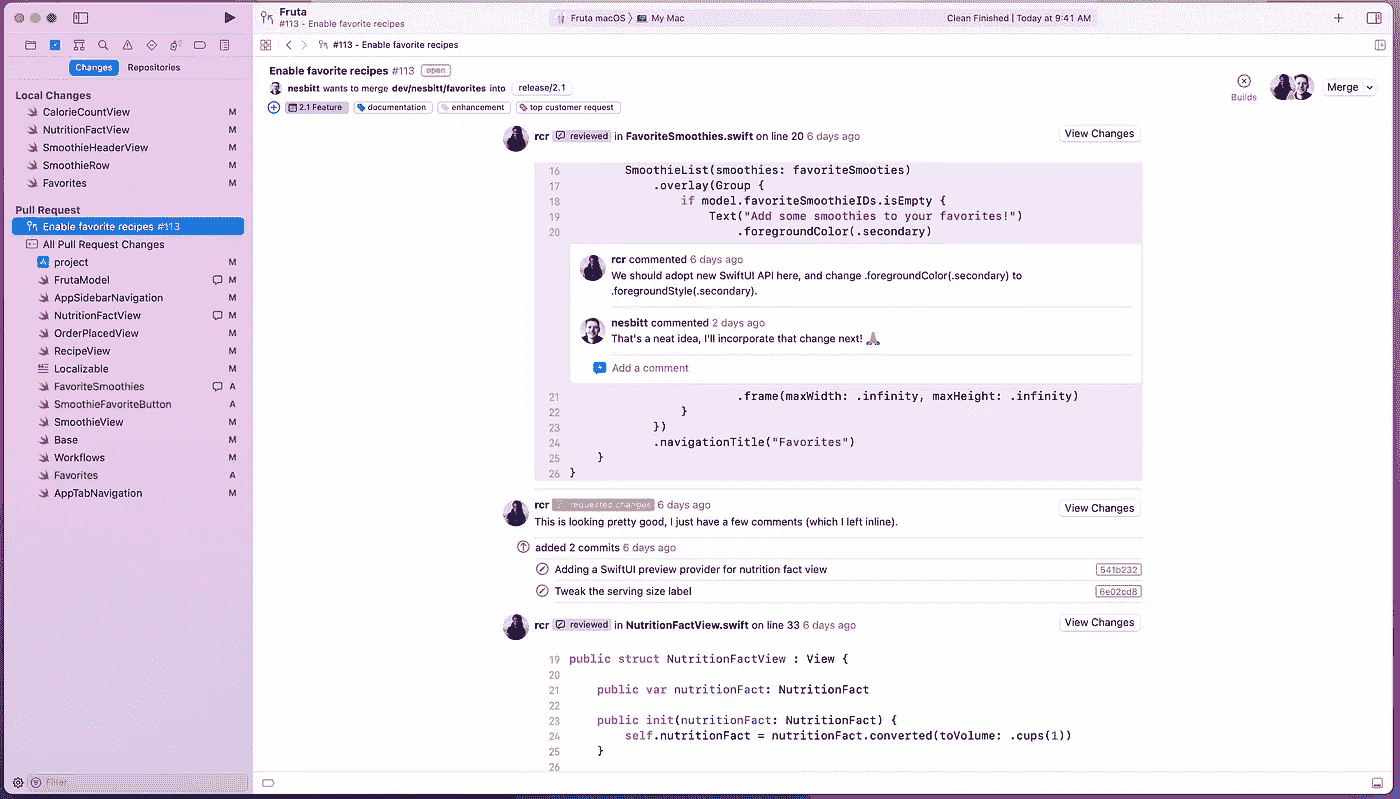 Fruta
#113 - Enable favorite recipes
Fruta macOS 〉 My Mac
Clean Finished | Today at 9:41 AM
#113 - Enable favorite recipes
Changes
Repositories
Local Changes
CalorieCountView M
NutritionFactView M
SmoothieHeaderView M
SmoothieRow M
Favorites M
Pull Request
Enable favorite recipes #113
All Pull Request Changes
project M
FrutaModel M
AppSidebarNavigation M
NutritionFactView M
OrderPlacedView M
RecipeView M
Localizable M
FavoriteSmoothies A
SmoothieFavoriteButton A
SmoothieView M
Base M
Workflows M
Favorites A
AppTabNavigation M
Filter
Enable favorite recipes #113 open
nesbitt wants to merge dev/nesbitt/favorites into release/2.1
2.1 Feature documentation enhancement top customer request
Builds
Merge
rcr reviewed in FavoriteSmoothies.swift on line 20 6 days ago
View Changes
16 SmoothieList(smoothies: favoriteSmooties)
17 .overlay(Group {
18 if model.favoriteSmoothieIDs.isEmpty {
19 Text("Add some smoothies to your favorites!")
20 .foregroundColor(.secondary)
rcr commented 6 days ago
We should adopt new SwiftUI API here, and change .foregroundColor(.secondary) to
.foregroundStyle(.secondary).
nesbitt commented 2 days ago
That's a neat idea, I'll incorporate that change next! 🙏
Add a comment
21 .frame(maxWidth: .infinity, maxHeight: .infinity)
22 }
23 })
24 .navigationTitle("Favorites")
25 }
26 }
rcr requested changes 6 days ago
View Changes
This is looking pretty good, I just have a few comments (which I left inline).
added 2 commits 6 days ago
Adding a SwiftUI preview provider for nutrition fact view 541b232
Tweak the serving size label 6e02cd8
rcr reviewed in NutritionFactView.swift on line 33 6 days ago
View Changes
19 public struct NutritionFactView : View {
20
21 public var nutritionFact: NutritionFact
22
23 public init(nutritionFact: NutritionFact) {
24 self.nutritionFact = nutritionFact.converted(toVolume: .cups(1))
25 }
26